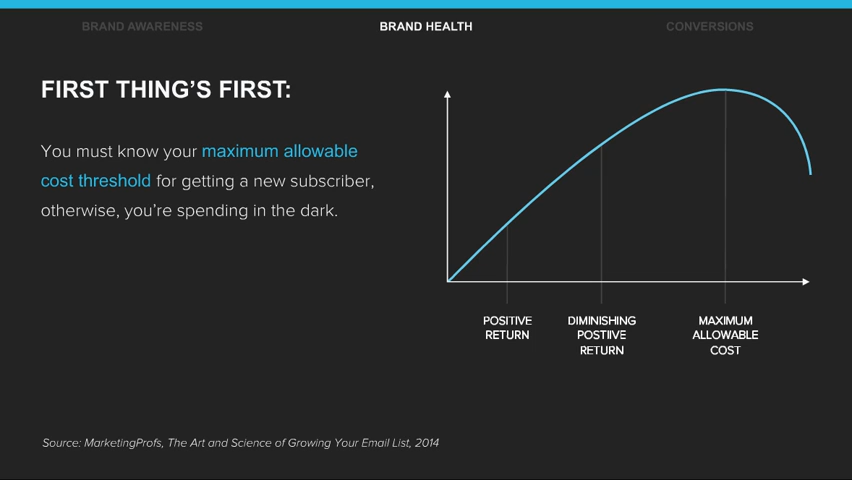 BRAND AWARENESS
BRAND HEALTH
CONVERSIONS
FIRST THING'S FIRST:
You must know your maximum allowable
cost threshold for getting a new subscriber,
otherwise, you're spending in the dark.
POSITIVE
RETURN
DIMINISHING
POSTIIVE
RETURN
MAXIMUM
ALLOWABLE
COST
Source: MarketingProfs, The Art and Science of Growing Your Email List, 2014